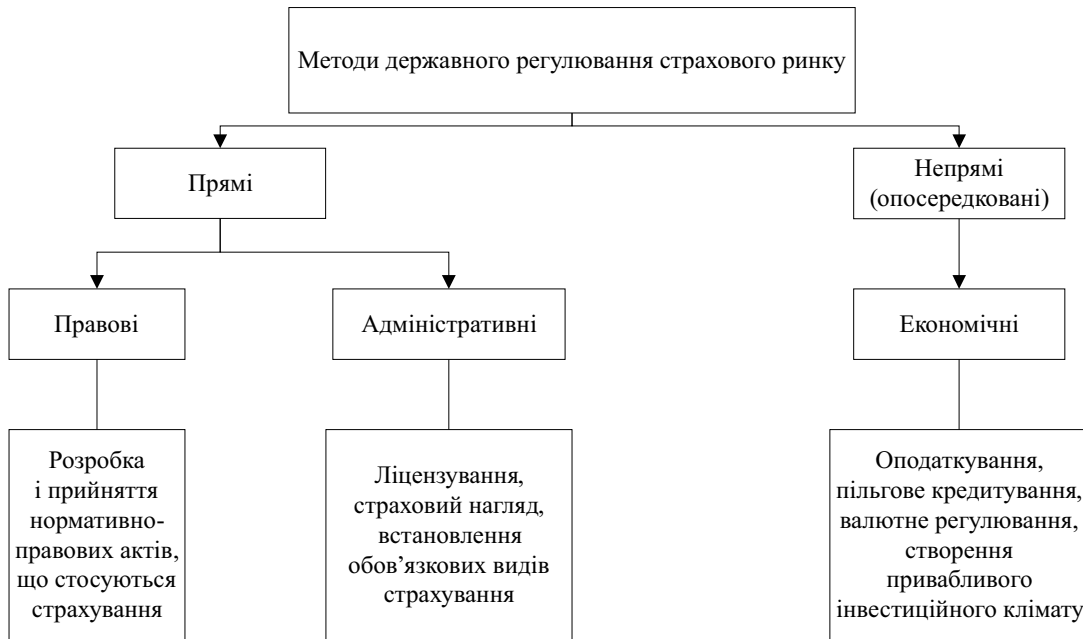 Методи державного регулювання страхового ринку
Прямі
Непрямі
(опосередковані)
Правові
Адміністративні
Економічні
Розробка
і прийняття
нормативно-
правових актів,
що стосуються
страхування
Ліцензування,
страховий нагляд,
встановлення
обов’язкових видів
страхування
Оподаткування,
пільгове кредитування,
валютне регулювання,
створення
привабливого
інвестиційного клімату